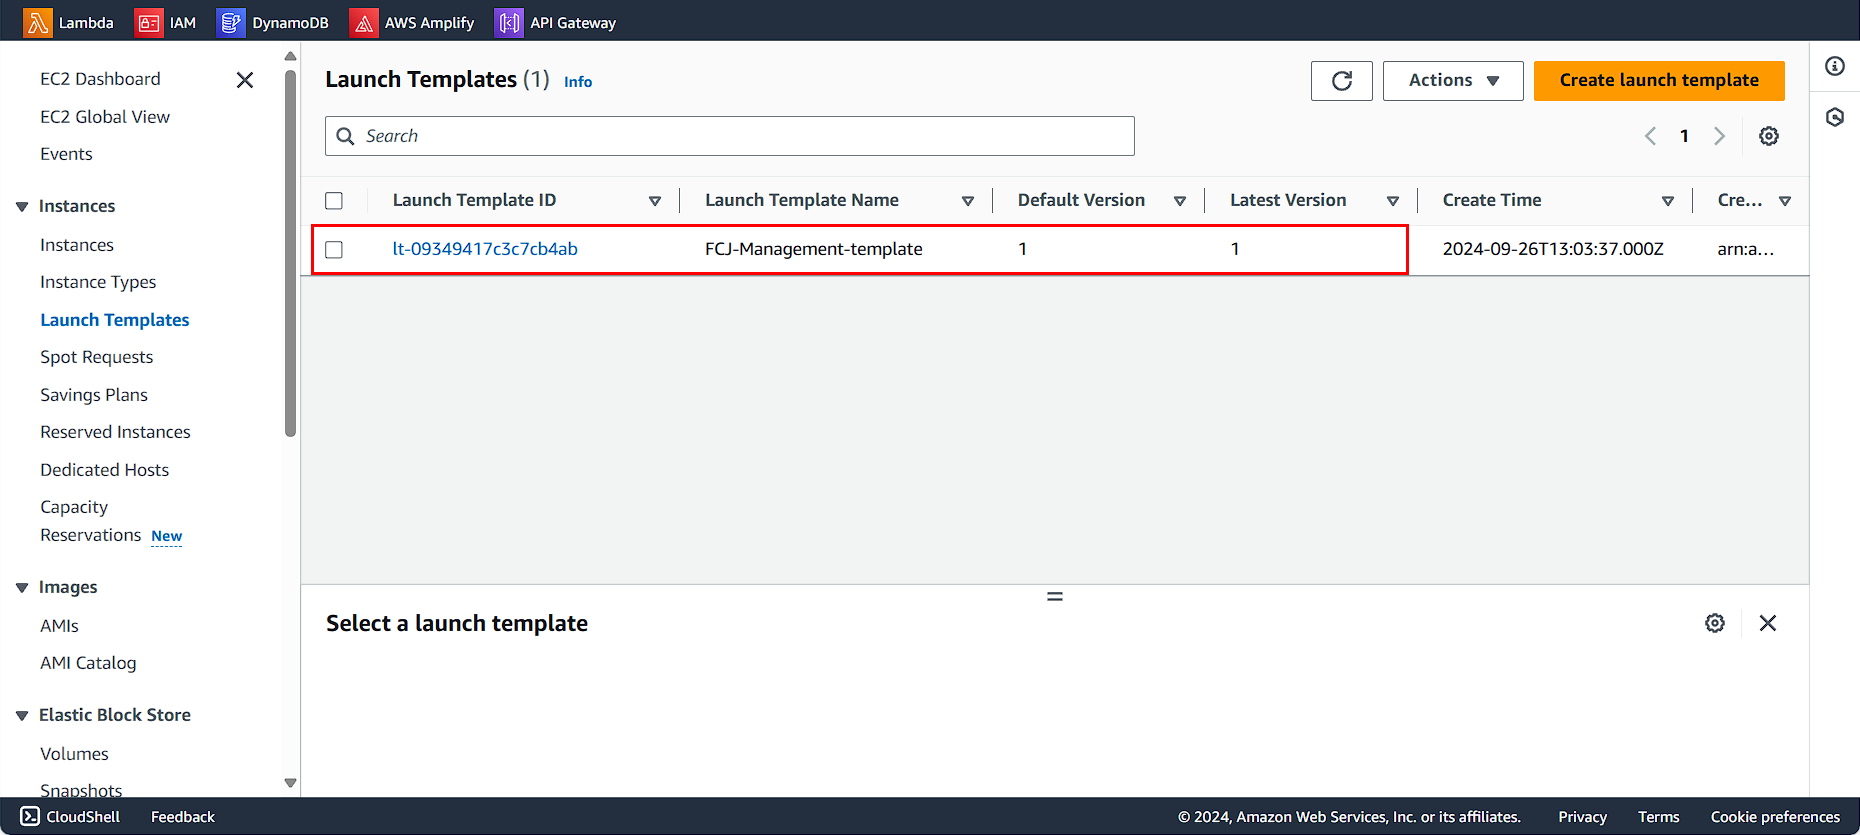 Lambda IAM DynamoDB AWS Amplify API Gateway
EC2 Dashboard
EC2 Global View
Events
Instances
Instances
Instance Types
Launch Templates
Spot Requests
Savings Plans
Reserved Instances
Dedicated Hosts
Capacity
Reservations New
Images
AMIs
AMI Catalog
Elastic Block Store
Volumes
Snapshots
Launch Templates (1) Info
Actions
Create launch template
Search
1
Launch Template ID Launch Template Name Default Version Latest Version Create Time Cre...
lt-09349417c3c7cb4ab FCJ-Management-template 1 1 2024-09-26T13:03:37.000Z arn:a...
Select a launch template
CloudShell Feedback © 2024, Amazon Web Services, Inc. or its affiliates. Privacy Terms Cookie preferences